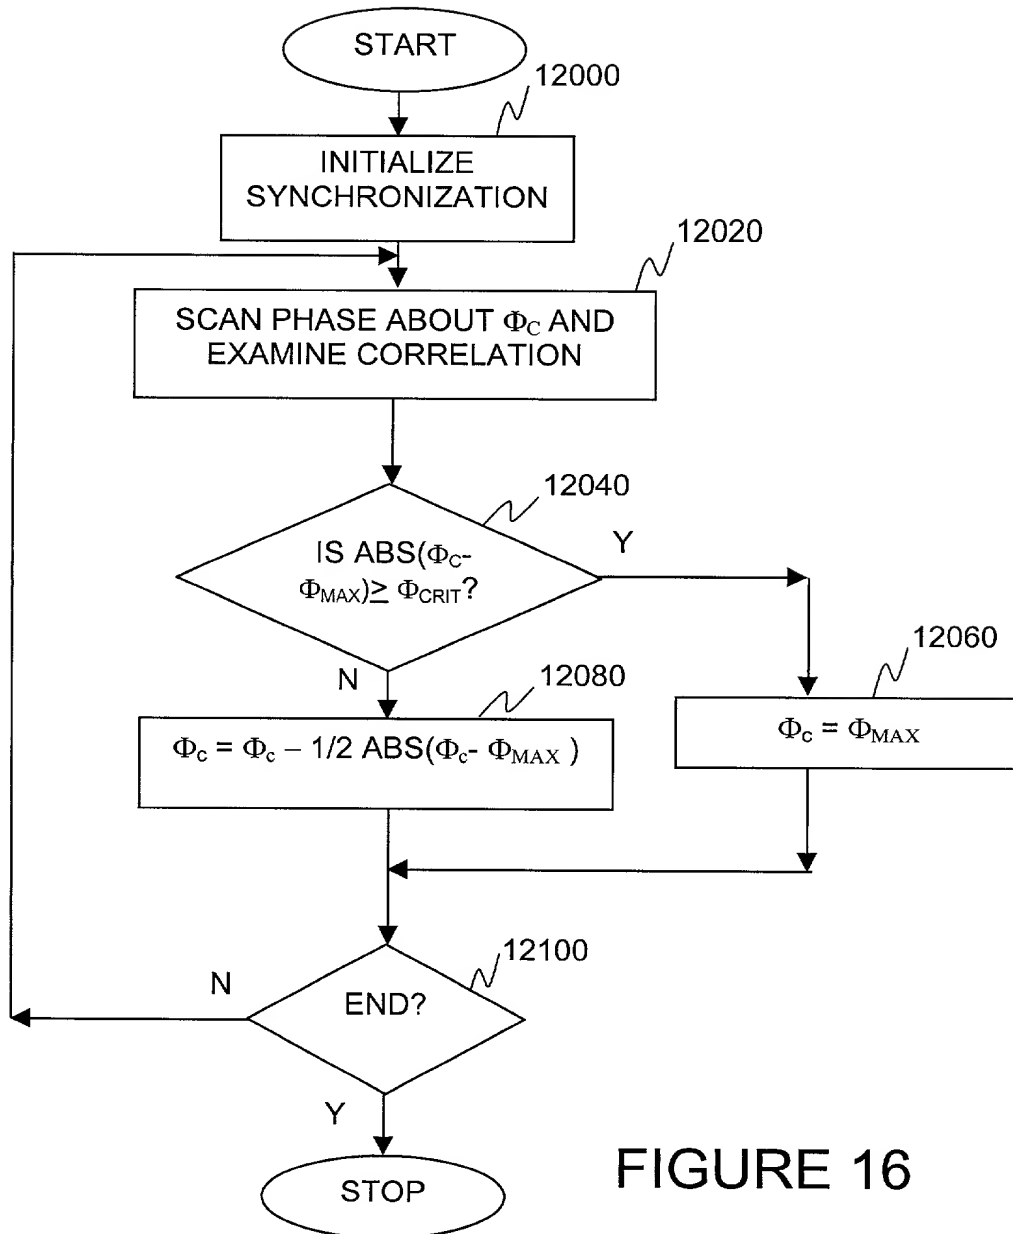 START
12000
INITIALIZE
SYNCHRONIZATION
12020
SCAN PHASE ABOUT ΦC AND
EXAMINE CORRELATION
12040
IS ABS(ΦC-
ΦMAX)≥ ΦCRIT?
Y
N
12060
Φc = ΦMAX
12080
Φc = Φc – 1/2 ABS(Φc- ΦMAX )
12100
END?
N
Y
STOP
FIGURE 16